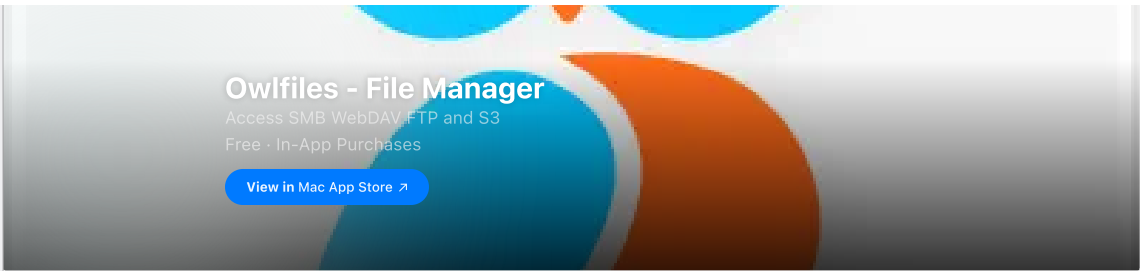 Owlfiles - File Manager
Access SMB WebDAV FTP and S3
Free · In-App Purchases
View in Mac App Store ↗